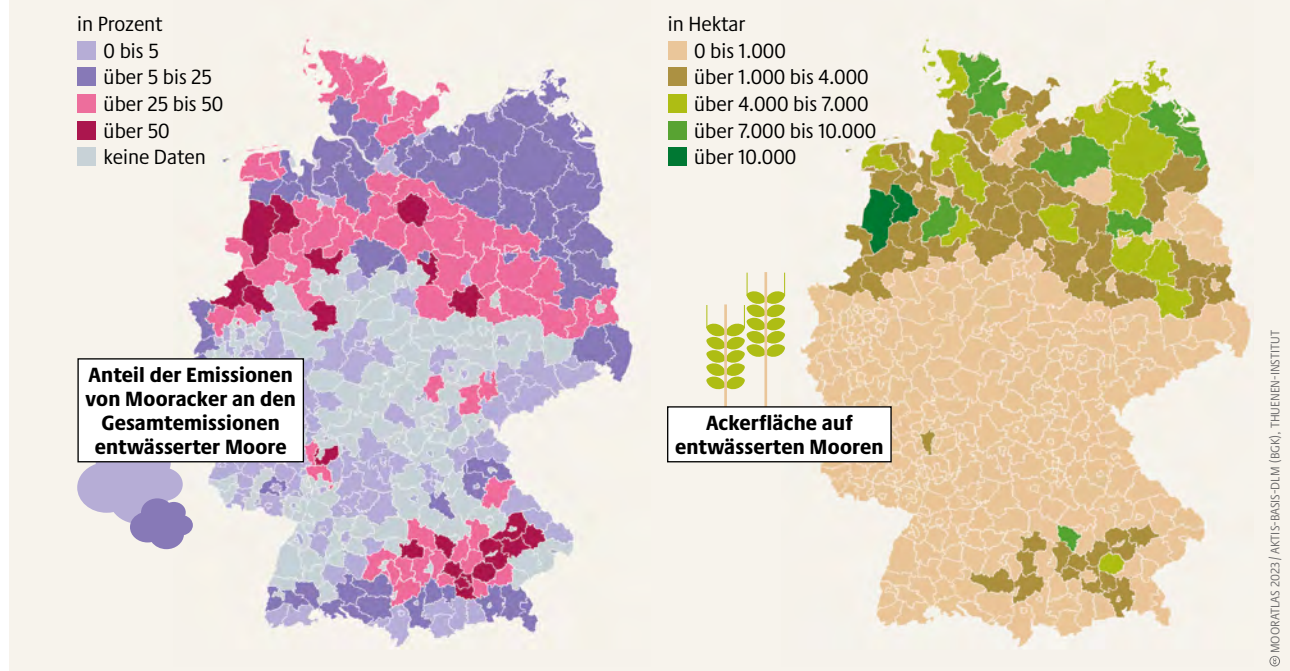 in Prozent
0 bis 5
über 5 bis 25
über 25 bis 50
über 50
keine Daten
Anteil der Emissionen
von Mooracker an den
Gesamtemissionen
entwässerter Moore
in Hektar
0 bis 1.000
über 1.000 bis 4.000
über 4.000 bis 7.000
über 7.000 bis 10.000
über 10.000
Ackerfläche auf
entwässerten Mooren
© MOORATLAS 2023 / AKTIS-BASIS-DLM (BGK), THUENEN-INSTITUT